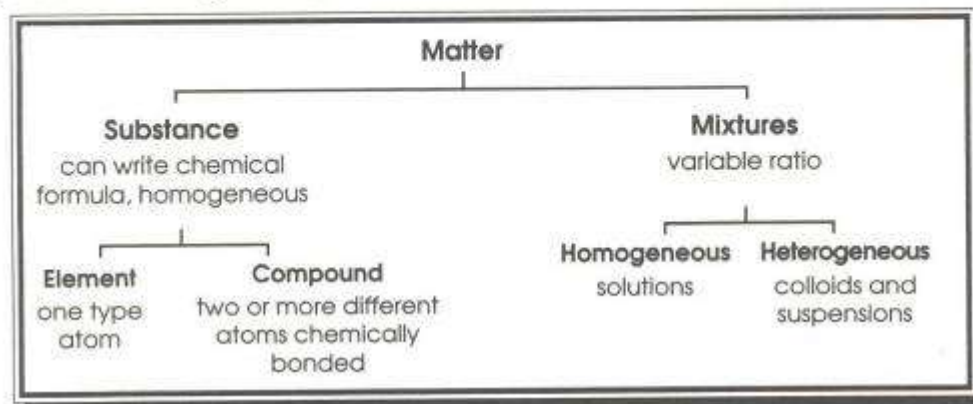 Matter
Substance
can write chemical
formula, homogeneous
Mixtures
variable ratio
Element
one type
atom
Compound
two or more different
atoms chemically
bonded
Homogeneous
solutions
Heterogeneous
colloids and
suspensions